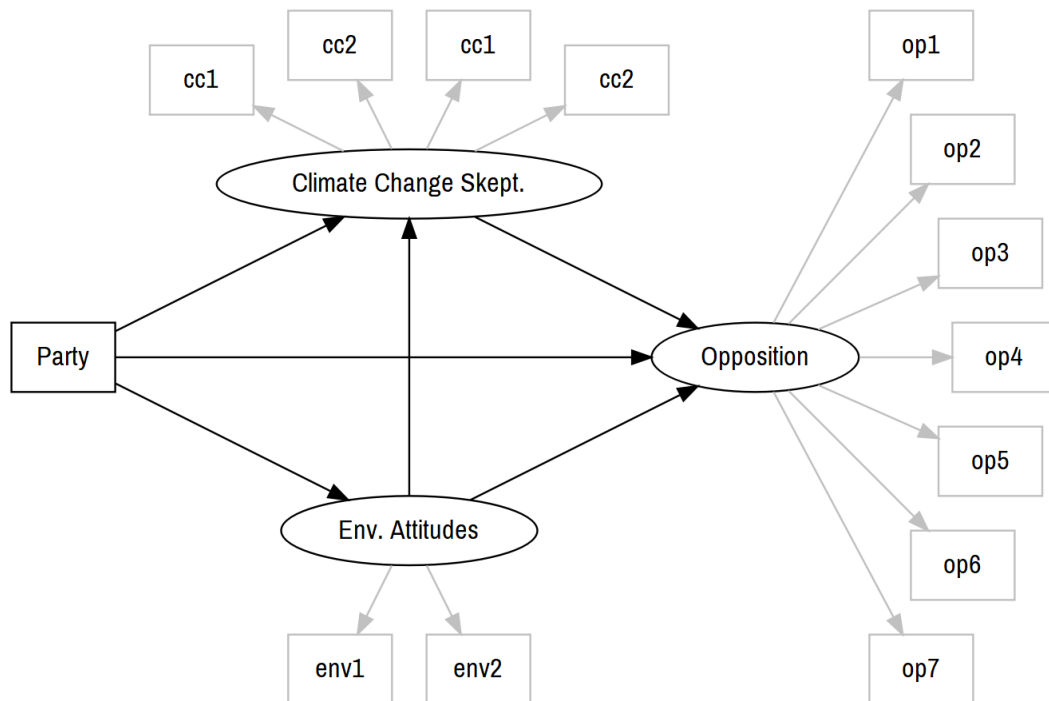 op1
cc2
cc1
cc1
cc2
op2
Climate Change Skept.
op3
Party
Opposition
op4
op5
Env. Attitudes
op6
env1
env2
op7